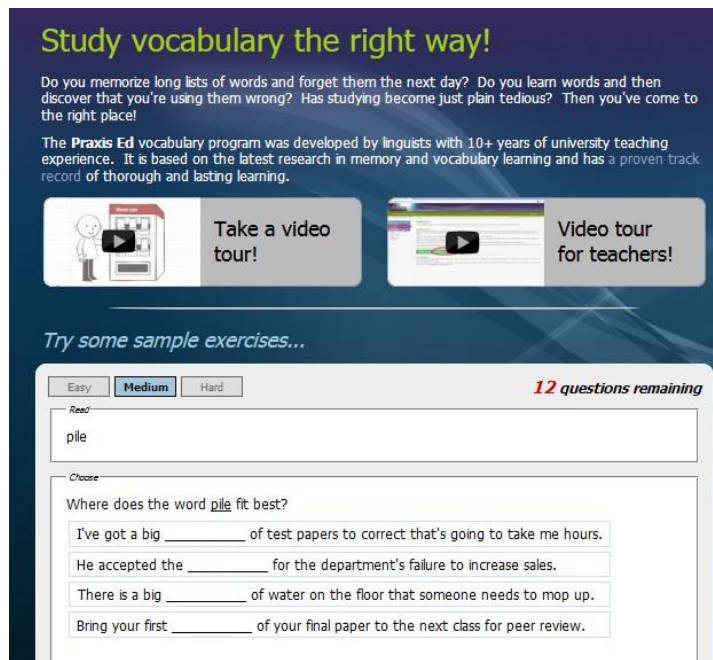 Study vocabulary the right way!
Do you memorize long lists of words and forget them the next day? Do you learn words and then
discover that you're using them wrong? Has studying become just plain tedious? Then you've come to
the right place!
The Praxis Ed vocabulary program was developed by linguists with 10+ years of university teaching
experience. It is based on the latest research in memory and vocabulary learning and has a proven track
record of thorough and lasting learning.
Take a video
tour!
Video tour
for teachers!
Try some sample exercises...
Easy Medium Hard 12 questions remaining
Read
pile
Choose
Where does the word pile fit best?
I've got a big __________ of test papers to correct that's going to take me hours.
He accepted the __________ for the department's failure to increase sales.
There is a big __________ of water on the floor that someone needs to mop up.
Bring your first __________ of your final paper to the next class for peer review.